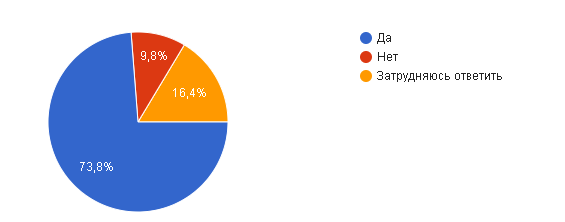 Да
Нет
Затрудняюсь ответить
9,8%
16,4%
73,8%